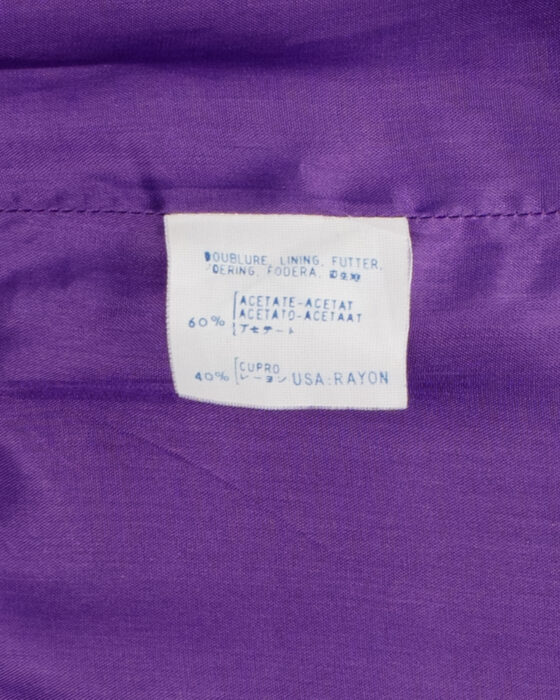 DOUBLURE, LINING, FUTTER,
OERING, FODERA,
ACETATE-ACETAT
ACETATO-ACETAAT
60% アセテート
CUPRO
40% レーヨン USA:RAYON